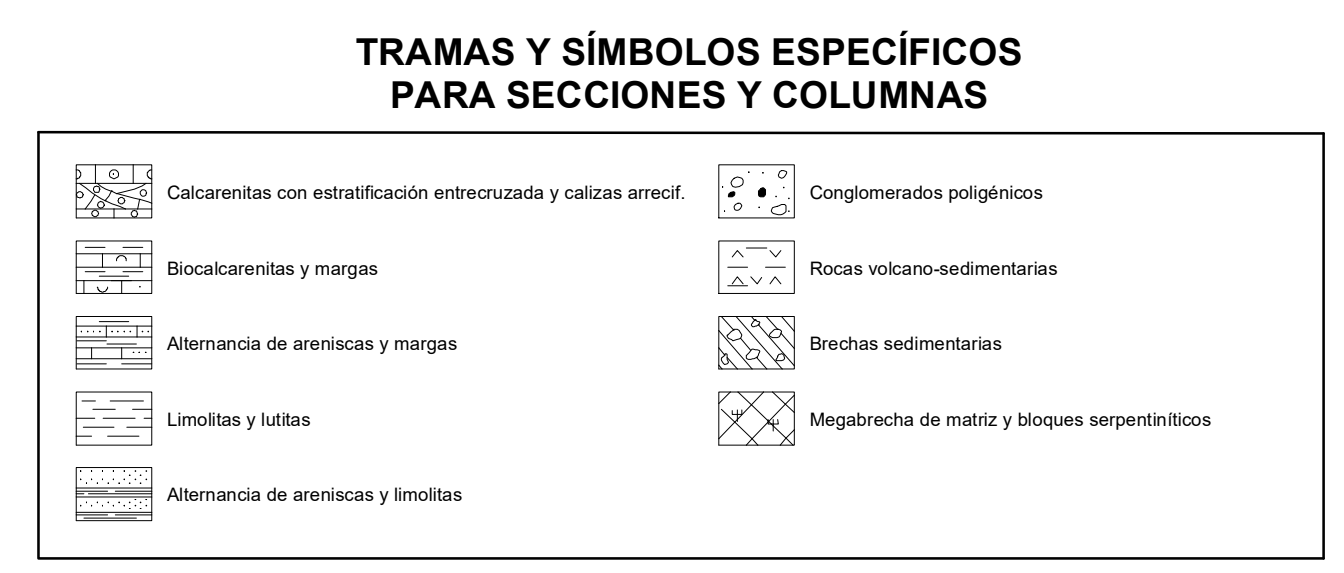 TRAMAS Y SÍMBOLOS ESPECÍFICOS
PARA SECCIONES Y COLUMNAS
Calcarenitas con estratificación entrecruzada y calizas arrecif.
Biocalcarenitas y margas
Alternancia de areniscas y margas
Limolitas y lutitas
Alternancia de areniscas y limolitas
Conglomerados poligénicos
Rocas volcano-sedimentarias
Brechas sedimentarias
Megabrecha de matriz y bloques serpentiníticos